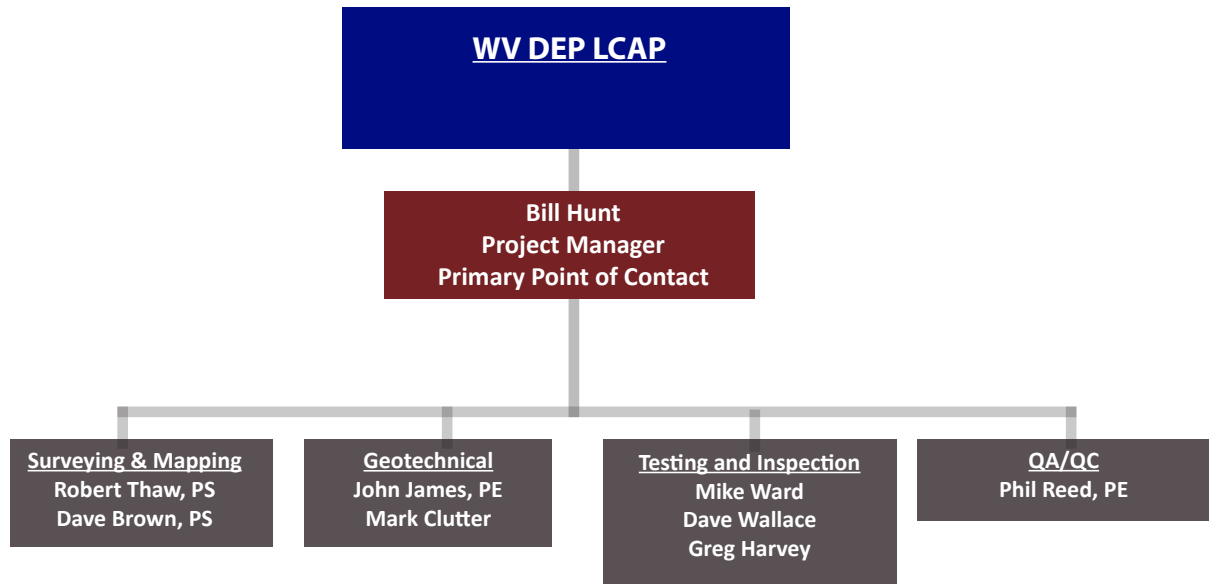 WV DEP LCAP
Bill Hunt
Project Manager
Primary Point of Contact
Surveying & Mapping
Robert Thaw, PS
Dave Brown, PS
Geotechnical
John James, PE
Mark Clutter
Testing and Inspection
Mike Ward
Dave Wallace
Greg Harvey
QA/QC
Phil Reed, PE